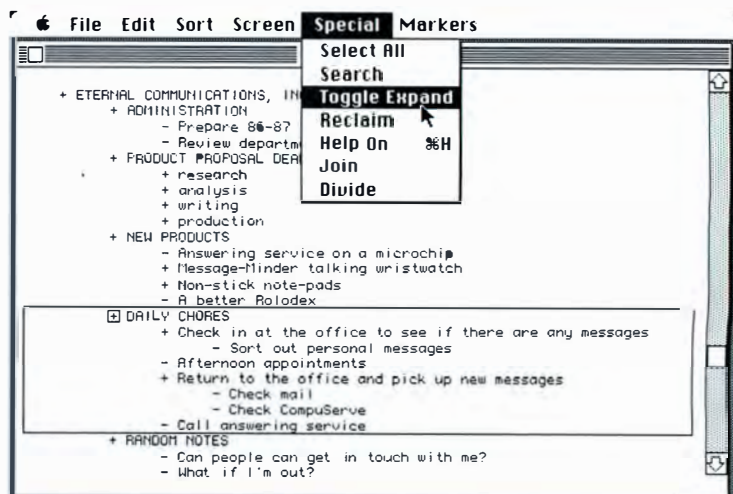 File Edit Sort Screen Special Markers
Select All
Search
Toggle Expand
Reclaim
Help On ⌘H
Join
Divide
+ ETERNAL COMMUNICATIONS,
+ ADMINISTRATION
- Prepare 86-87
- Review
+ PRODUCT PROPOSAL
+ research
+ analysis
+ writing
+ production
+ NEW PRODUCTS
- Answering service on a microchip
+ Message-Minder talking wristwatch
+ Non-stick note-pads
- A better Rolodex
+ DAILY CHORES
+ Check in at the office to see if there are any messages
- Sort out personal messages
- Afternoon appointments
+ Return to the office and pick up new messages
- Check mail
- Check CompuServe
- Call answering service
+ RANDOM NOTES
- Can people can get in touch with me?
- What if I'm out?